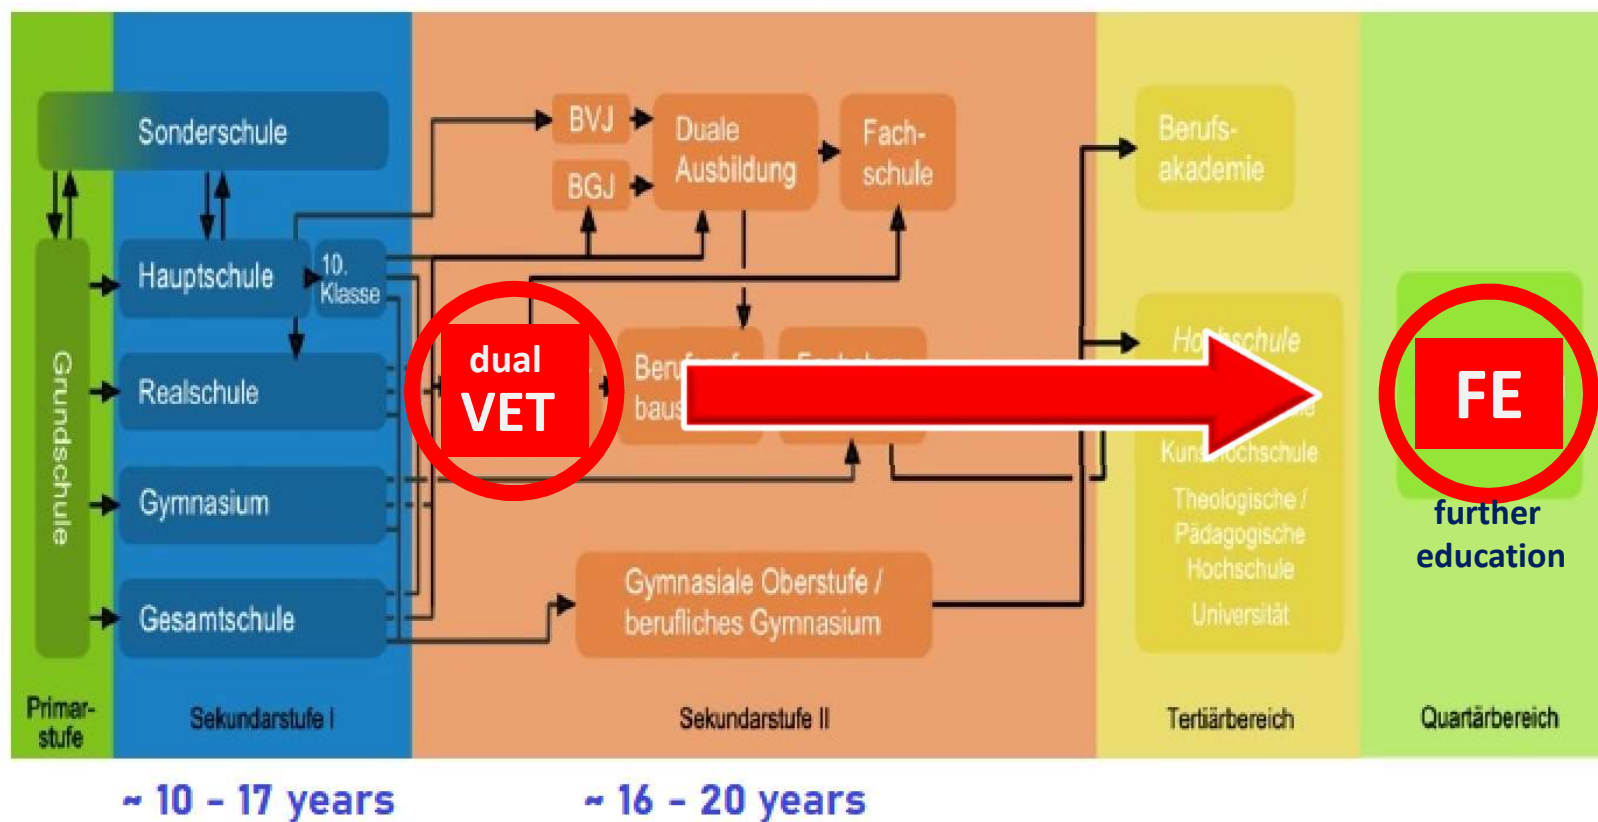 Sonderschule
Grundschule
Hauptschule
10.
Klasse
Realschule
Gymnasium
Gesamtschule
BVJ
BGJ
Duale
Ausbildung
Fach-
schule
dual
VET
Gymnasiale Oberstufe /
berufliches Gymnasium
Berufs-
akademie
Hochschule
Kunsthochschule
Theologische /
Pädagogische
Hochschule
Universität
FE
further
education
Primar-
stufe
Sekundarstufe I
Sekundarstufe II
Tertiärbereich
Quartärbereich
~ 10 - 17 years
~ 16 - 20 years